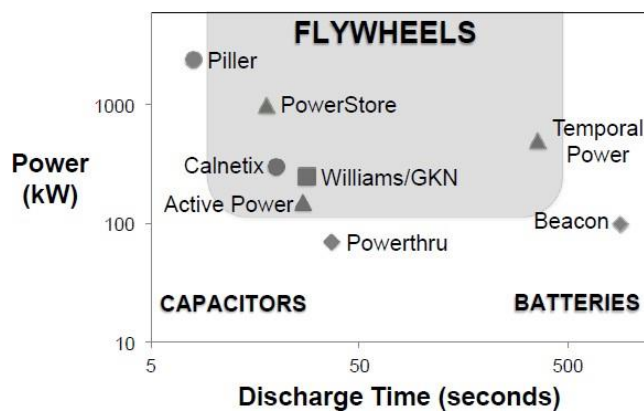 FLYWHEELS
Piller
1000
PowerStore
Temporal
Power
Power
(kW)
Calnetix
Williams/GKN
Active Power
100
Beacon
Powerthru
CAPACITORS
BATTERIES
10
5
50
500
Discharge Time (seconds)